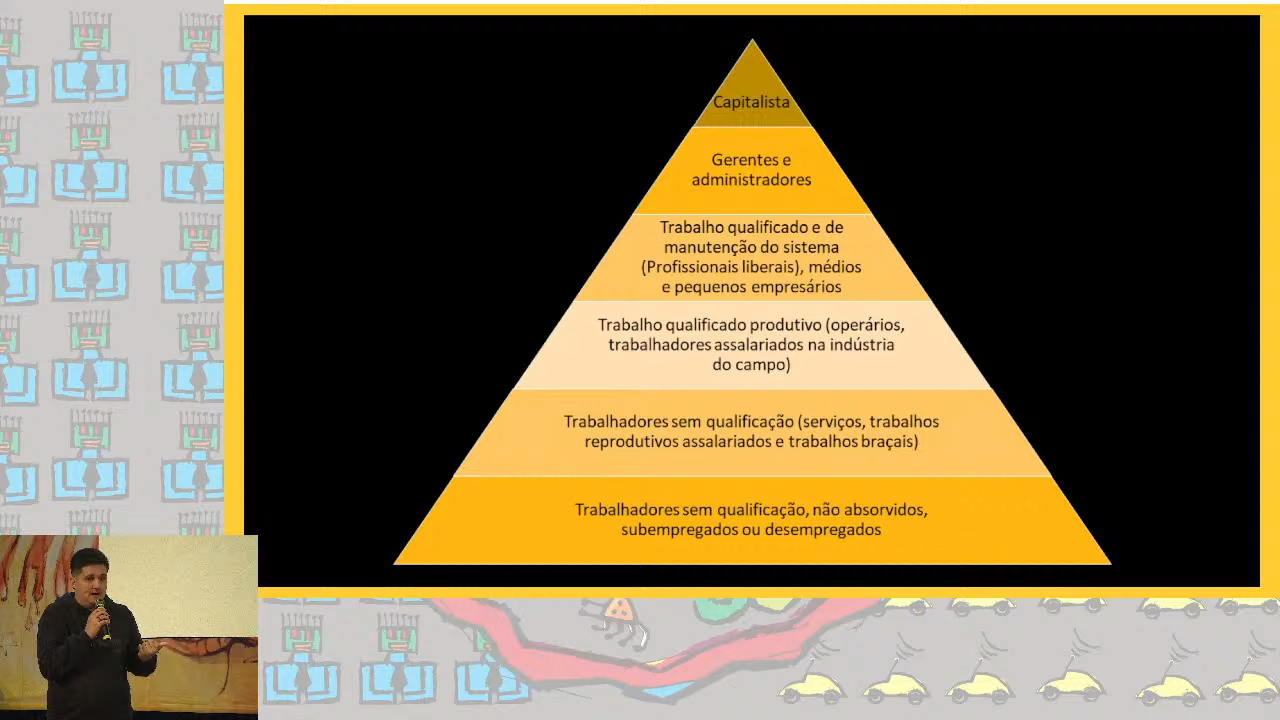 Capitalista
Gerentes e
administradores
Trabalho qualificado e de
manutenção do sistema
(Profissionais liberais), médios
e pequenos empresários
Trabalho qualificado produtivo (operários,
trabalhadores assalariados na indústria
do campo)
Trabalhadores sem qualificação (serviços, trabalhos
reprodutivos assalariados e trabalhos braçais)
Trabalhadores sem qualificação, não absorvidos,
subempregados ou desempregados